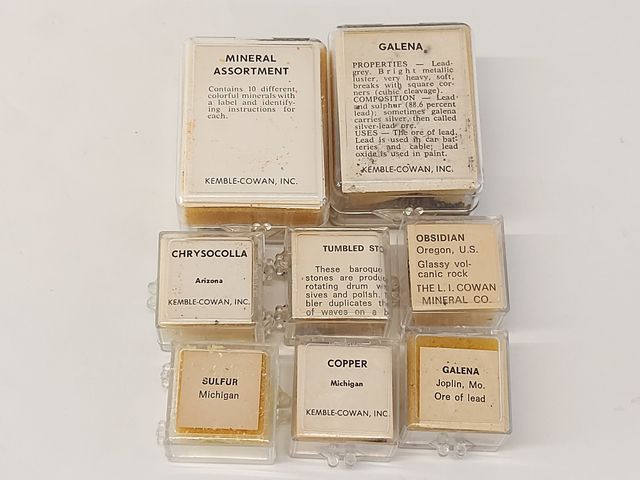 MINERAL
ASSORTMENT
Contains 10 different,
colorful minerals with
a label and identify-
ing instructions for
each.
KEMBLE-COWAN, INC.
GALENA
PROPERTIES — Lead-
grey. Bright metallic
luster, very heavy, soft,
breaks with square cor-
ners (cubic cleavage).
COMPOSITION — Lead
and sulphur (88.6 percent
lead); sometimes galena
carries silver, then called
silver-lead ore.
USES — The ore of lead.
Lead is used in car bat-
teries and cable; lead
oxide is used in paint.
KEMBLE-COWAN, INC.
CHRYSOCOLLA
Arizona
KEMBLE-COWAN, INC.
TUMBLED STO
These baroque
stones are produc
rotating drum w
sives and polish.
bler duplicates th
of waves on a b
OBSIDIAN
Oregon, U.S.
Glassy vol-
canic rock
THE L. I. COWAN
MINERAL CO.
SULFUR
Michigan
COPPER
Michigan
KEMBLE-COWAN, INC.
GALENA
Joplin, Mo.
Ore of lead